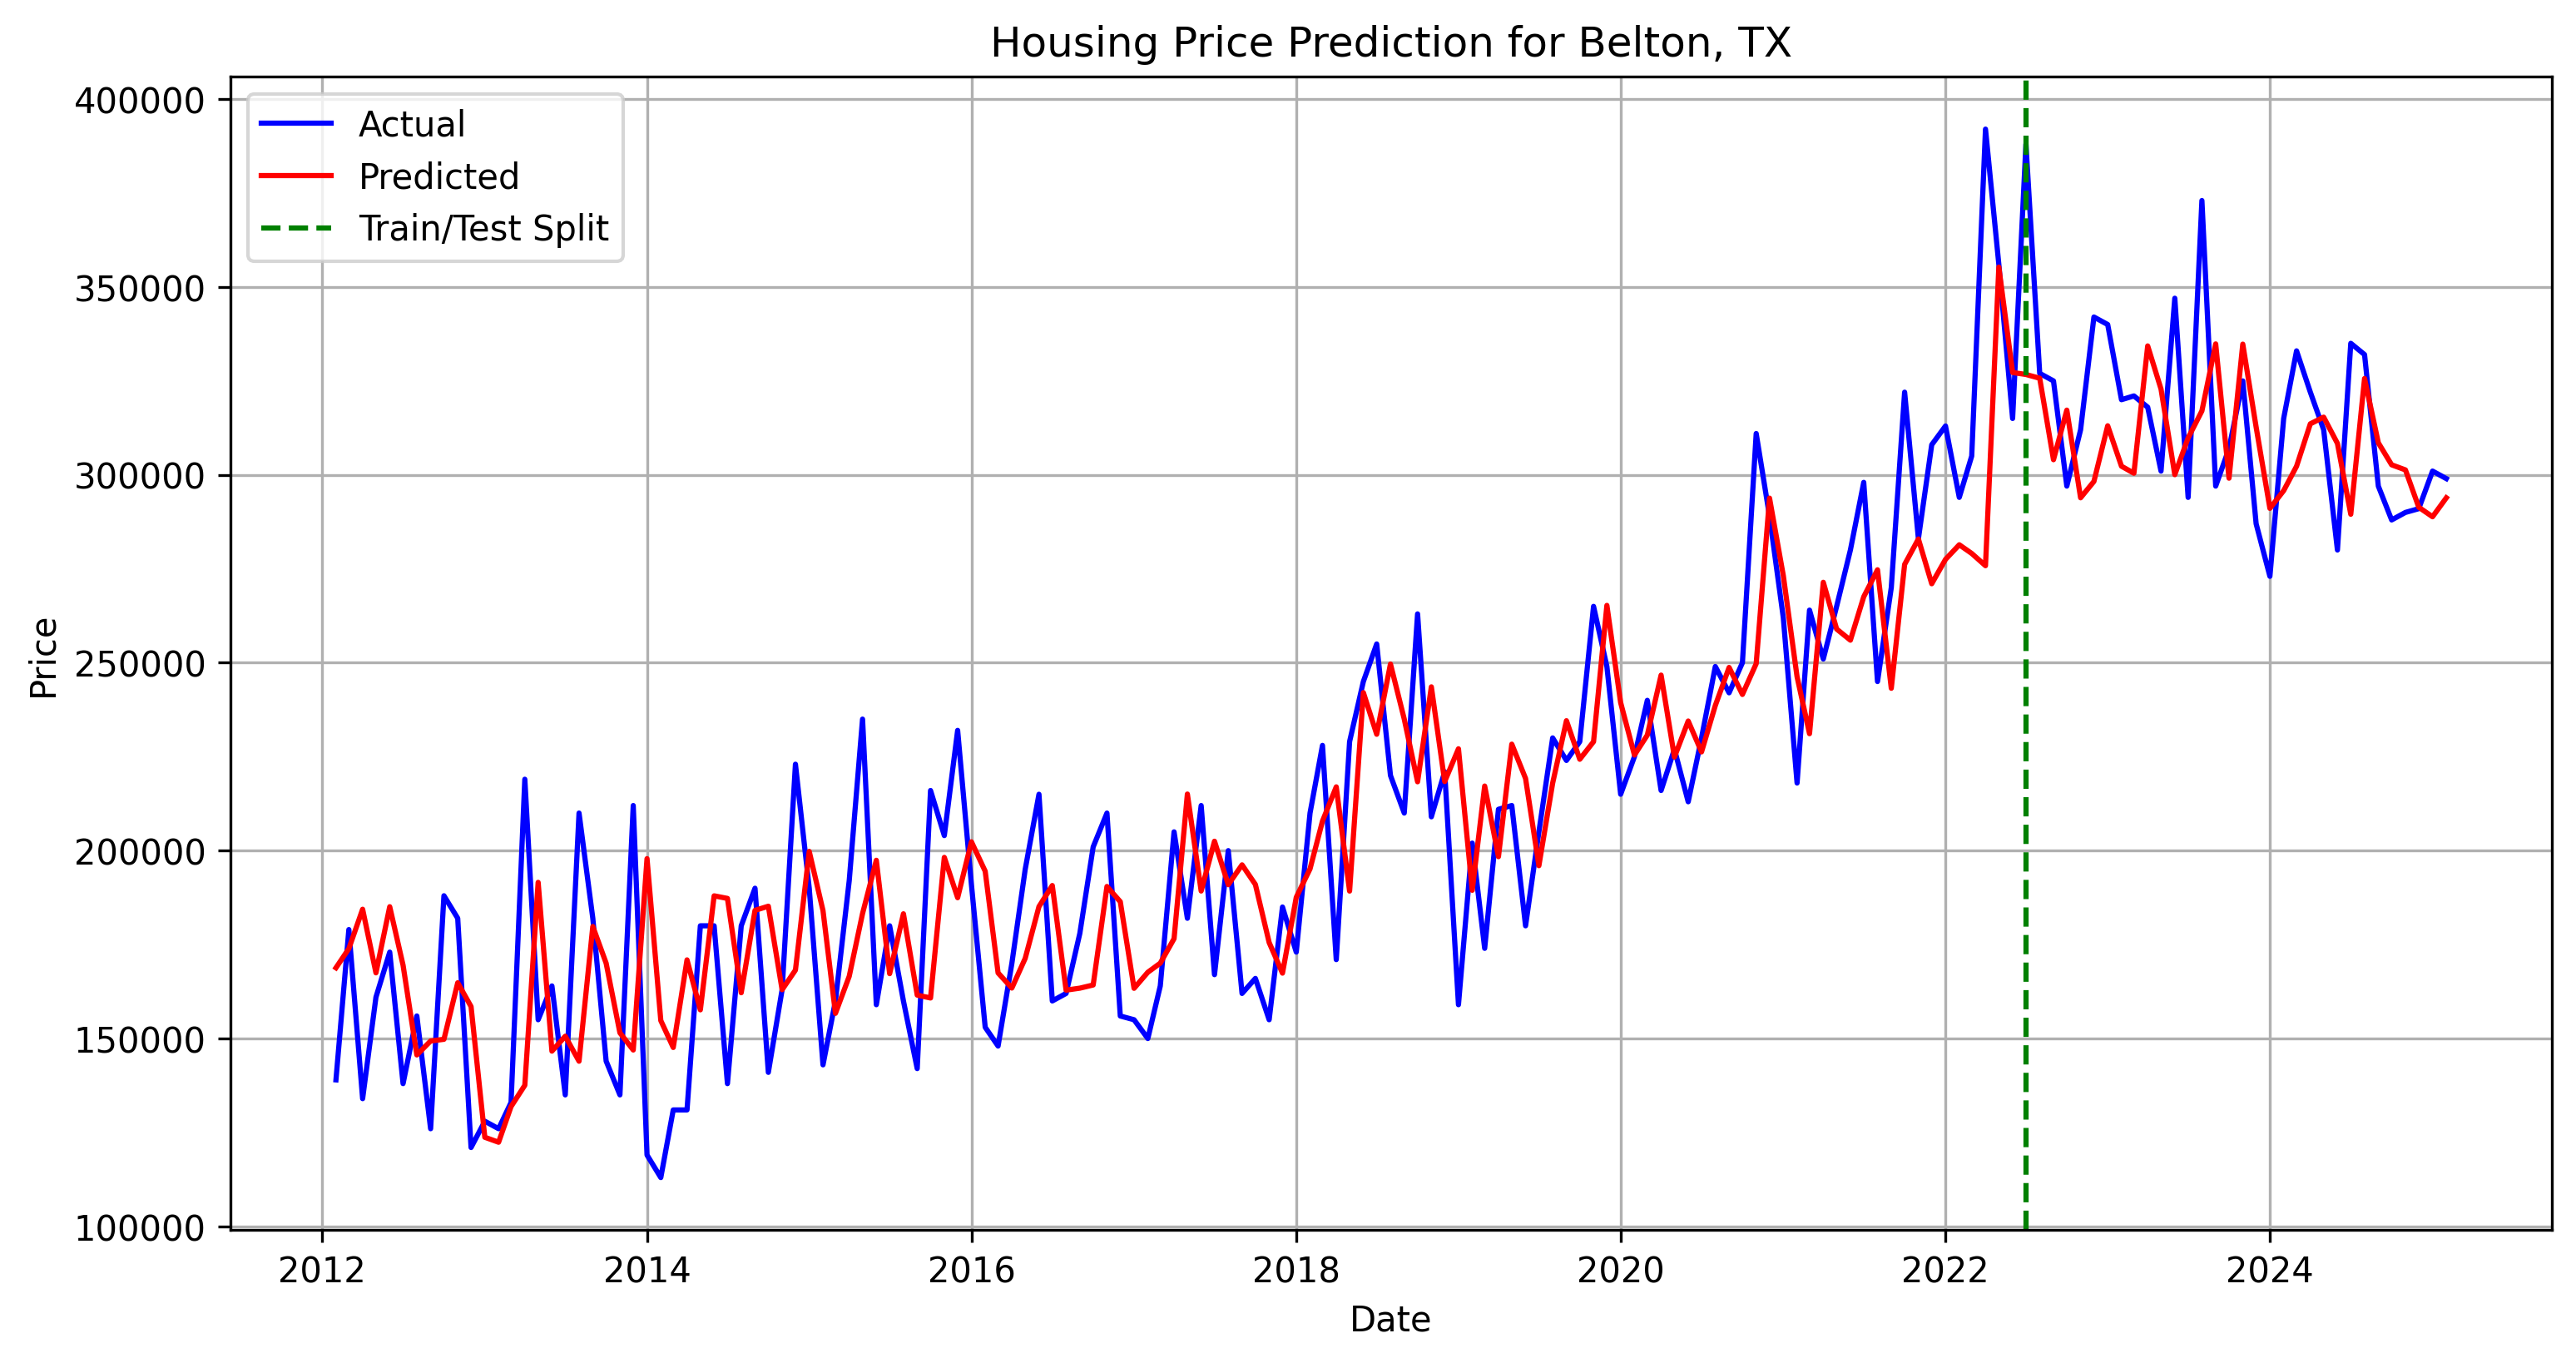 Housing Price Prediction for Belton, TX
400000
350000
300000
250000
200000
150000
100000
Price
Actual
Predicted
Train/Test Split
2012
2014
2016
2018
2020
2022
2024
Date